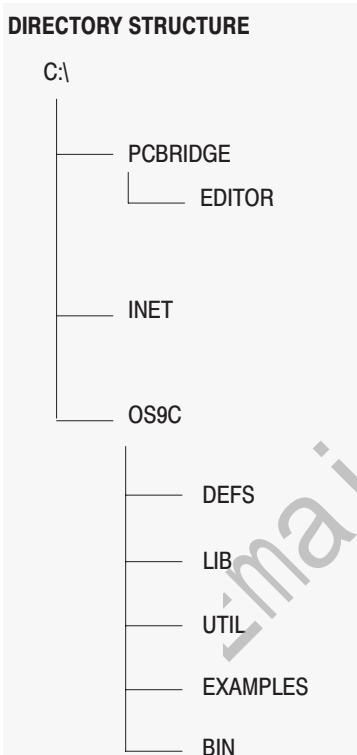 DIRECTORY STRUCTURE
C:\
PCBRIDGE
EDITOR
INET
OS9C
DEFS
LIB
UTIL
EXAMPLES
BIN